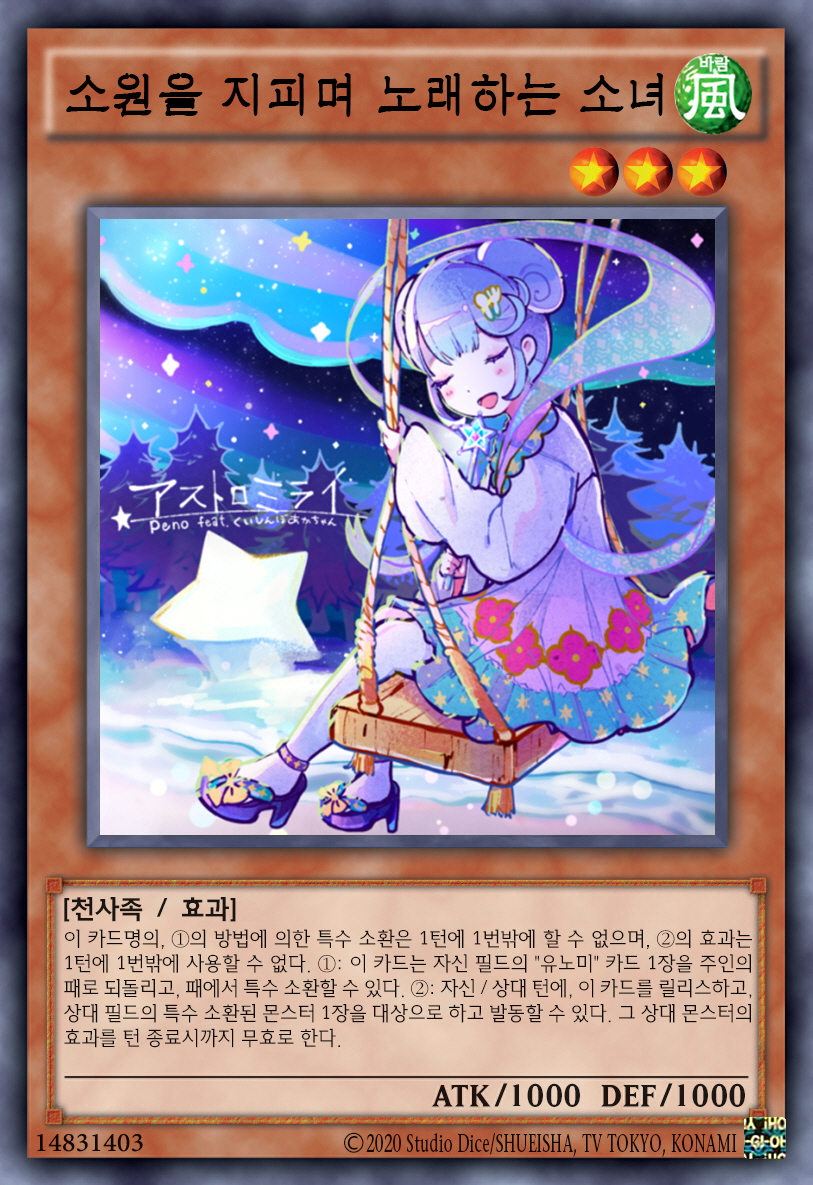 소원을 지피며 노래하는 소녀
바람
風
アストロミライ
peno feat. くいしんぼあかちゃん
[천사족 / 효과]
이 카드명의, ①의 방법에 의한 특수 소환은 1턴에 1번밖에 할 수 없으며, ②의 효과는
1턴에 1번밖에 사용할 수 없다. ①: 이 카드는 자신 필드의 "유노미" 카드 1장을 주인의
패로 되돌리고, 패에서 특수 소환할 수 있다. ②: 자신 / 상대 턴에, 이 카드를 릴리스하고,
상대 필드의 특수 소환된 몬스터 1장을 대상으로 하고 발동할 수 있다. 그 상대 몬스터의
효과를 턴 종료시까지 무효로 한다.
ATK/1000 DEF/1000
14831403
©2020 Studio Dice/SHUEISHA, TV TOKYO, KONAMI